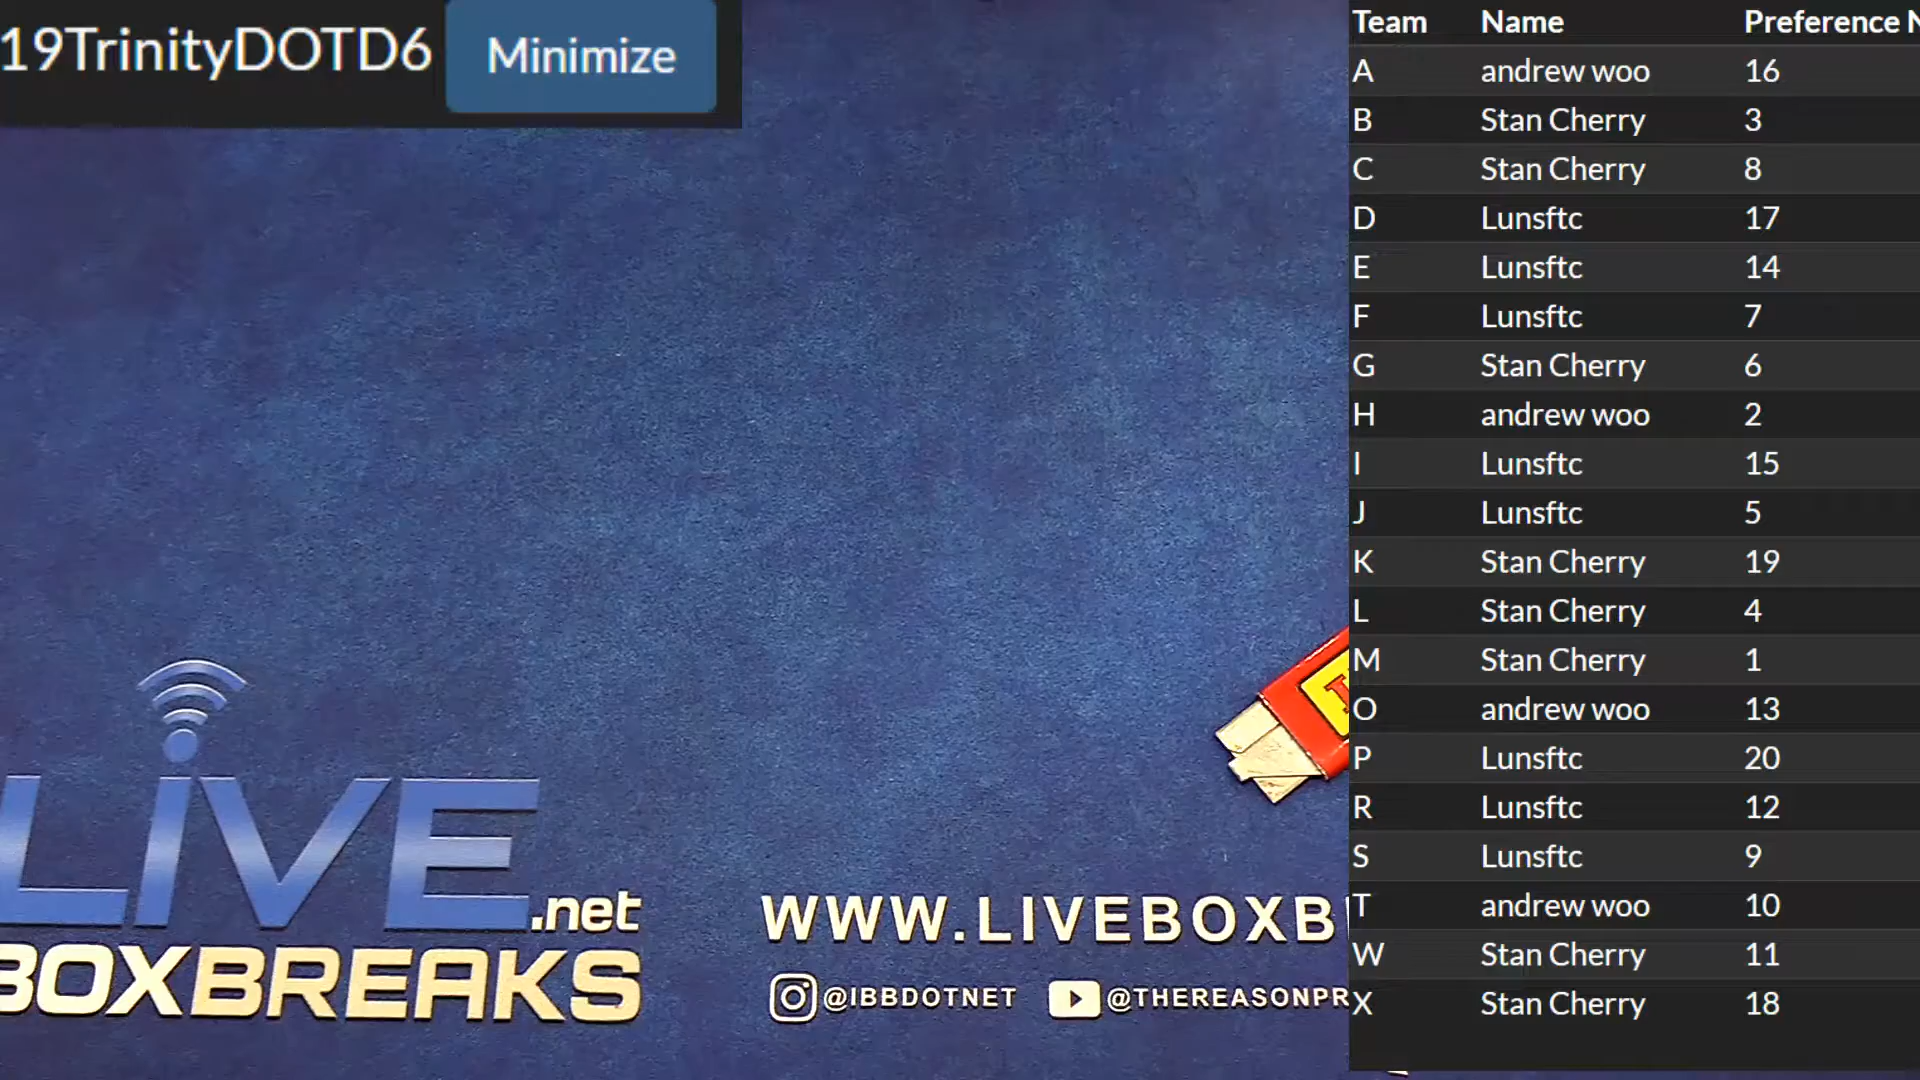 19TrinityDOTD6 Minimize
Team Name Preference N
A andrew woo 16
B Stan Cherry 3
C Stan Cherry 8
D Lunsftc 17
E Lunsftc 14
F Lunsftc 7
G Stan Cherry 6
H andrew woo 2
I Lunsftc 15
J Lunsftc 5
K Stan Cherry 19
L Stan Cherry 4
M Stan Cherry 1
O andrew woo 13
P Lunsftc 20
R Lunsftc 12
S Lunsftc 9
T andrew woo 10
W Stan Cherry 11
X Stan Cherry 18
LIVE.net
BOXBREAKS
WWW.LIVEBOXB
@IBBDOTNET @THEREASONPR